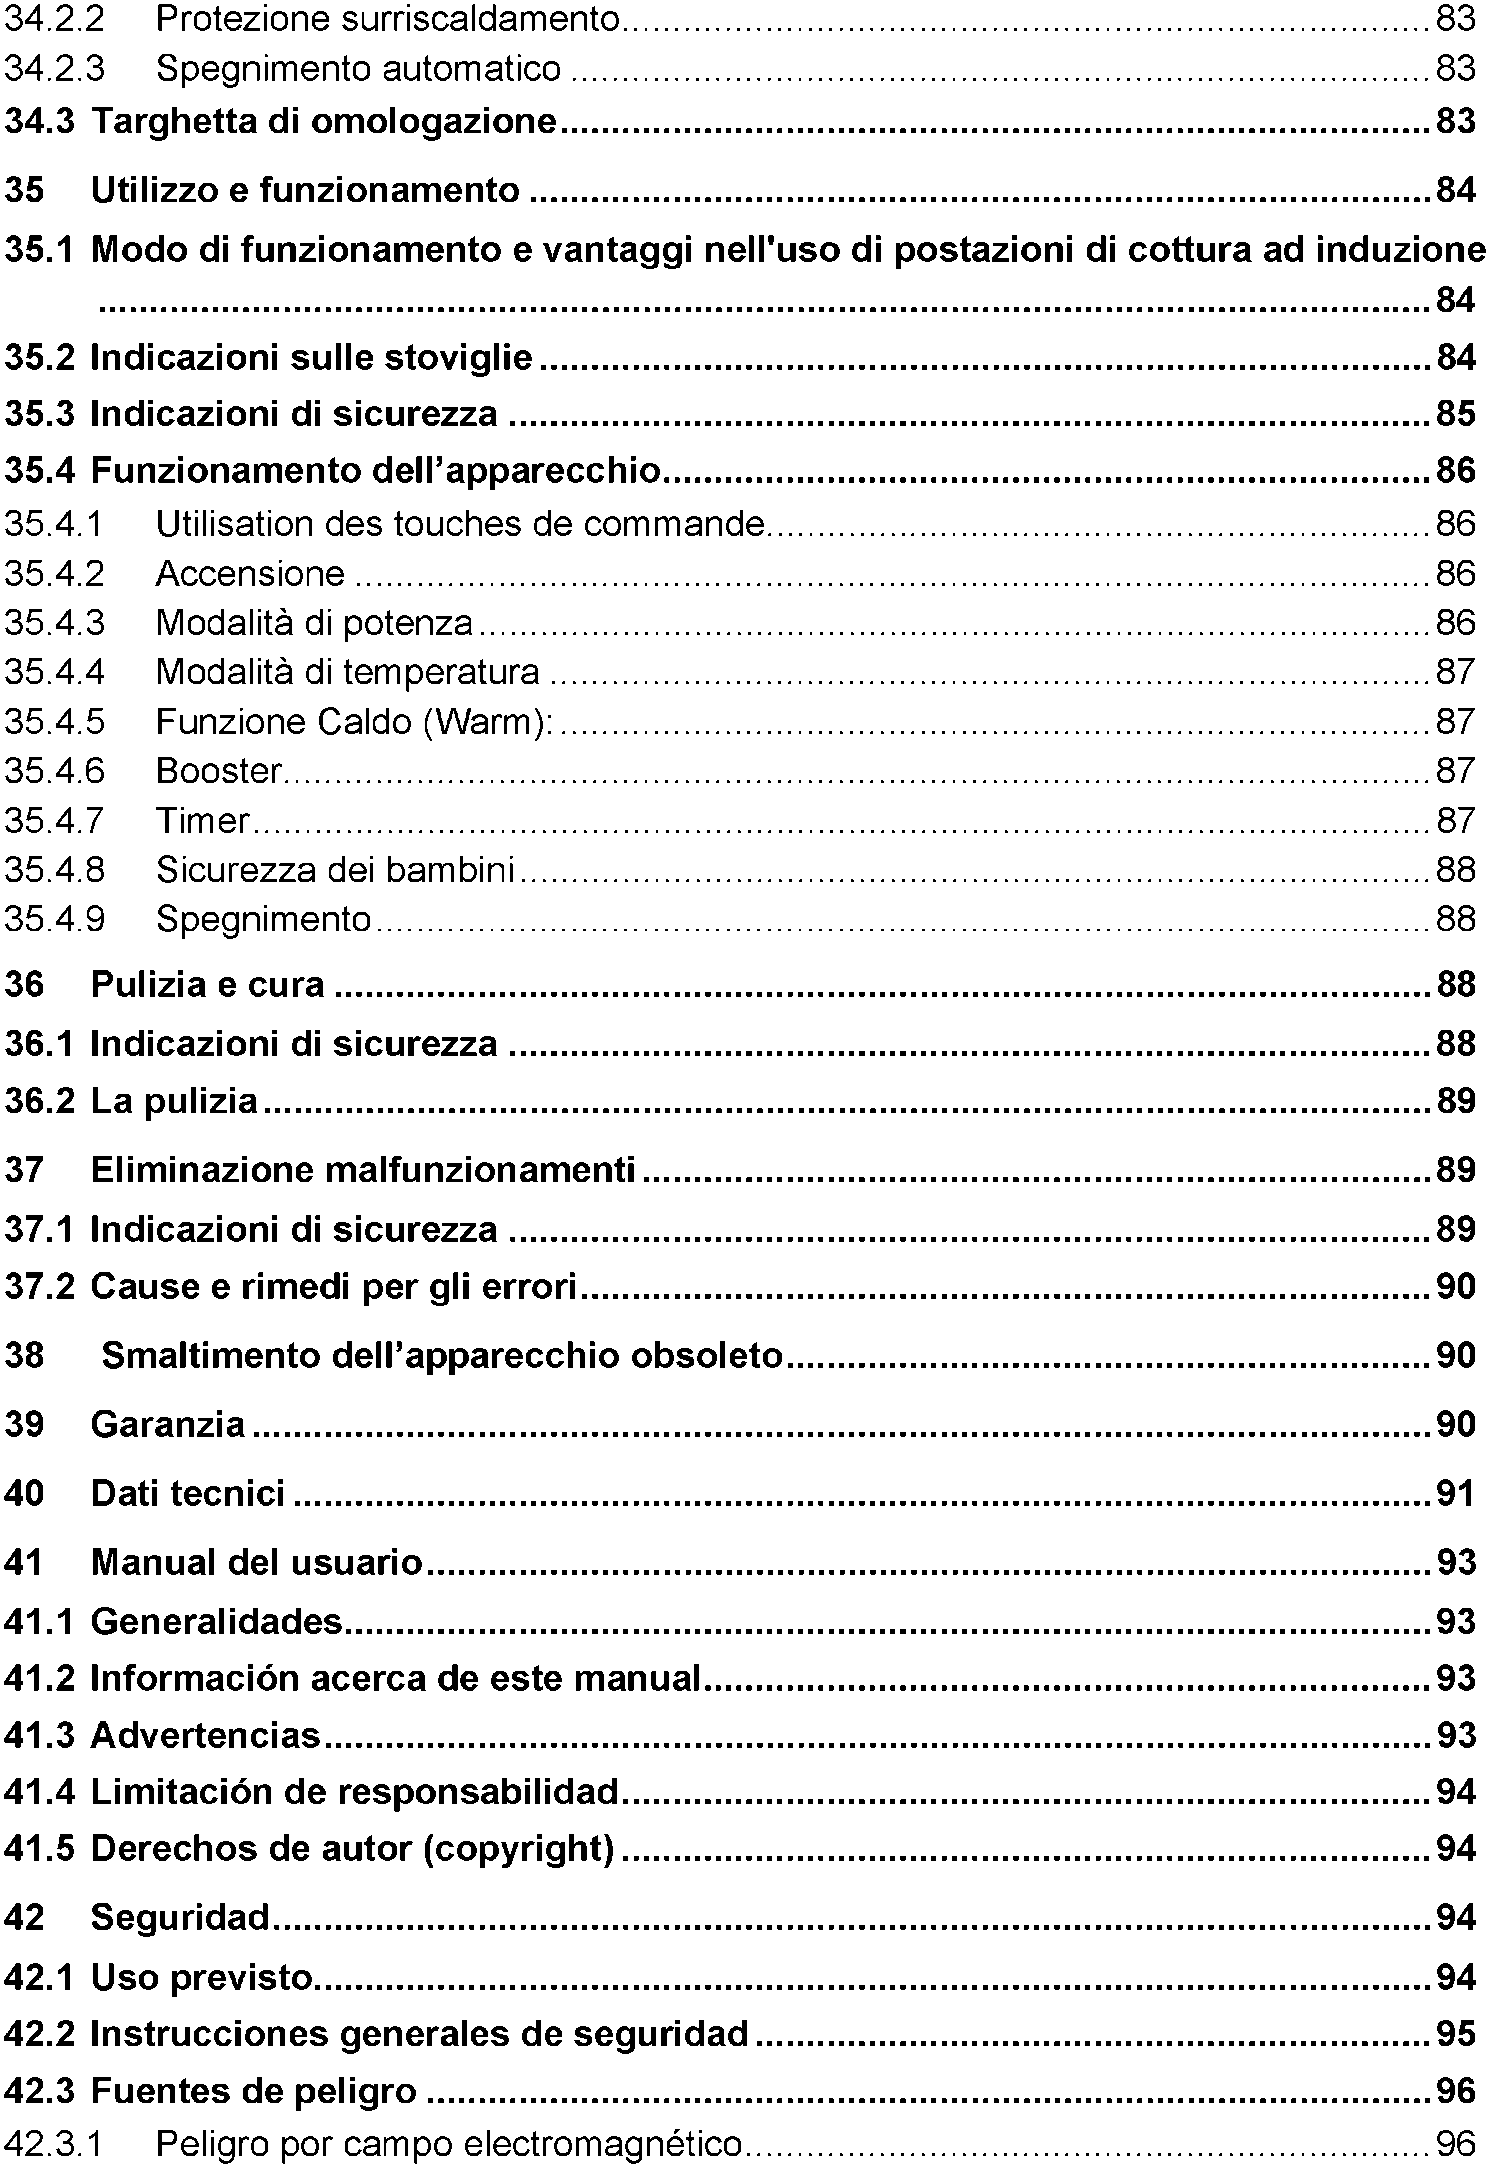 34.2.2 Protezione surriscaldamento........ 83
34.2.3 Spegnimento automatico ........ 83
34.3 Targhetta di omologazione........ 83
35 Utilizzo e funzionamento ........ 84
35.1 Modo di funzionamento e vantaggi nell'uso di postazioni di cottura ad induzione
........ 84
35.2 Indicazioni sulle stoviglie ........ 84
35.3 Indicazioni di sicurezza ........ 85
35.4 Funzionamento dell’apparecchio........ 86
35.4.1 Utilisation des touches de commande........ 86
35.4.2 Accensione ........ 86
35.4.3 Modalità di potenza ........ 86
35.4.4 Modalità di temperatura ........ 87
35.4.5 Funzione Caldo (Warm): ........ 87
35.4.6 Booster........ 87
35.4.7 Timer........ 87
35.4.8 Sicurezza dei bambini ........ 88
35.4.9 Spegnimento ........ 88
36 Pulizia e cura ........ 88
36.1 Indicazioni di sicurezza ........ 88
36.2 La pulizia ........ 89
37 Eliminazione malfunzionamenti ........ 89
37.1 Indicazioni di sicurezza ........ 89
37.2 Cause e rimedi per gli errori ........ 90
38 Smaltimento dell’apparecchio obsoleto ........ 90
39 Garanzia ........ 90
40 Dati tecnici ........ 91
41 Manual del usuario ........ 93
41.1 Generalidades........ 93
41.2 Información acerca de este manual........ 93
41.3 Advertencias........ 93
41.4 Limitación de responsabilidad........ 94
41.5 Derechos de autor (copyright) ........ 94
42 Seguridad........ 94
42.1 Uso previsto........ 94
42.2 Instrucciones generales de seguridad ........ 95
42.3 Fuentes de peligro ........ 96
42.3.1 Peligro por campo electromagnético........ 96